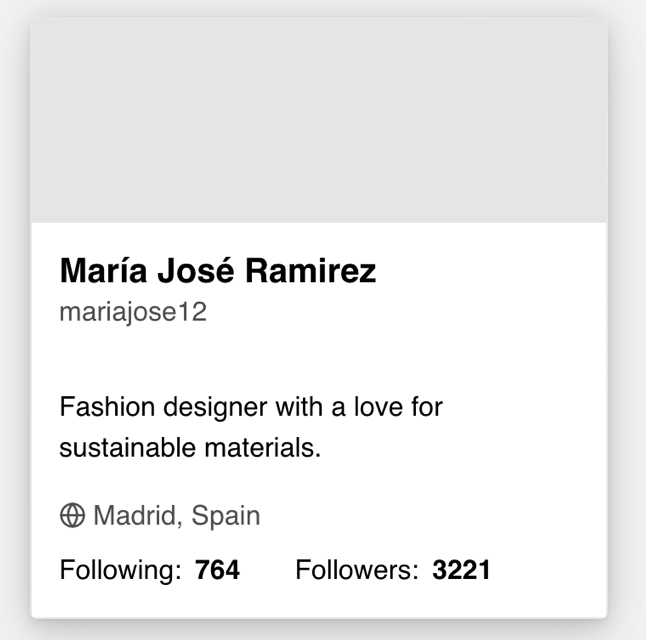 María José Ramirez
mariajose12
Fashion designer with a love for
sustainable materials.
Madrid, Spain
Following: 764 Followers: 3221